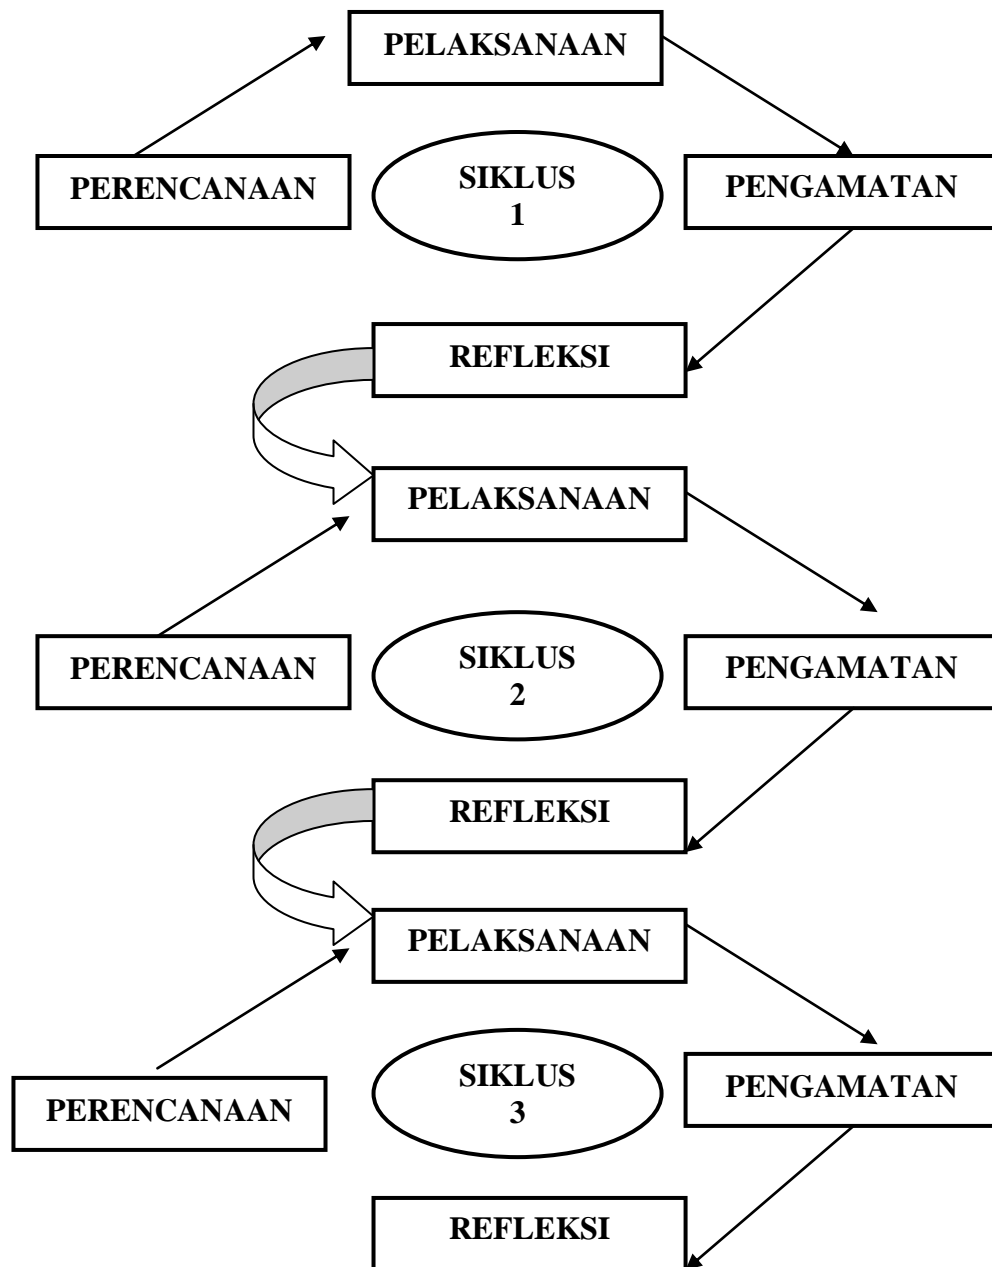 PELAKSANAAN
PERENCANAAN
SIKLUS
1
PENGAMATAN
REFLEKSI
PELAKSANAAN
PERENCANAAN
SIKLUS
2
PENGAMATAN
REFLEKSI
PELAKSANAAN
PERENCANAAN
SIKLUS
3
PENGAMATAN
REFLEKSI